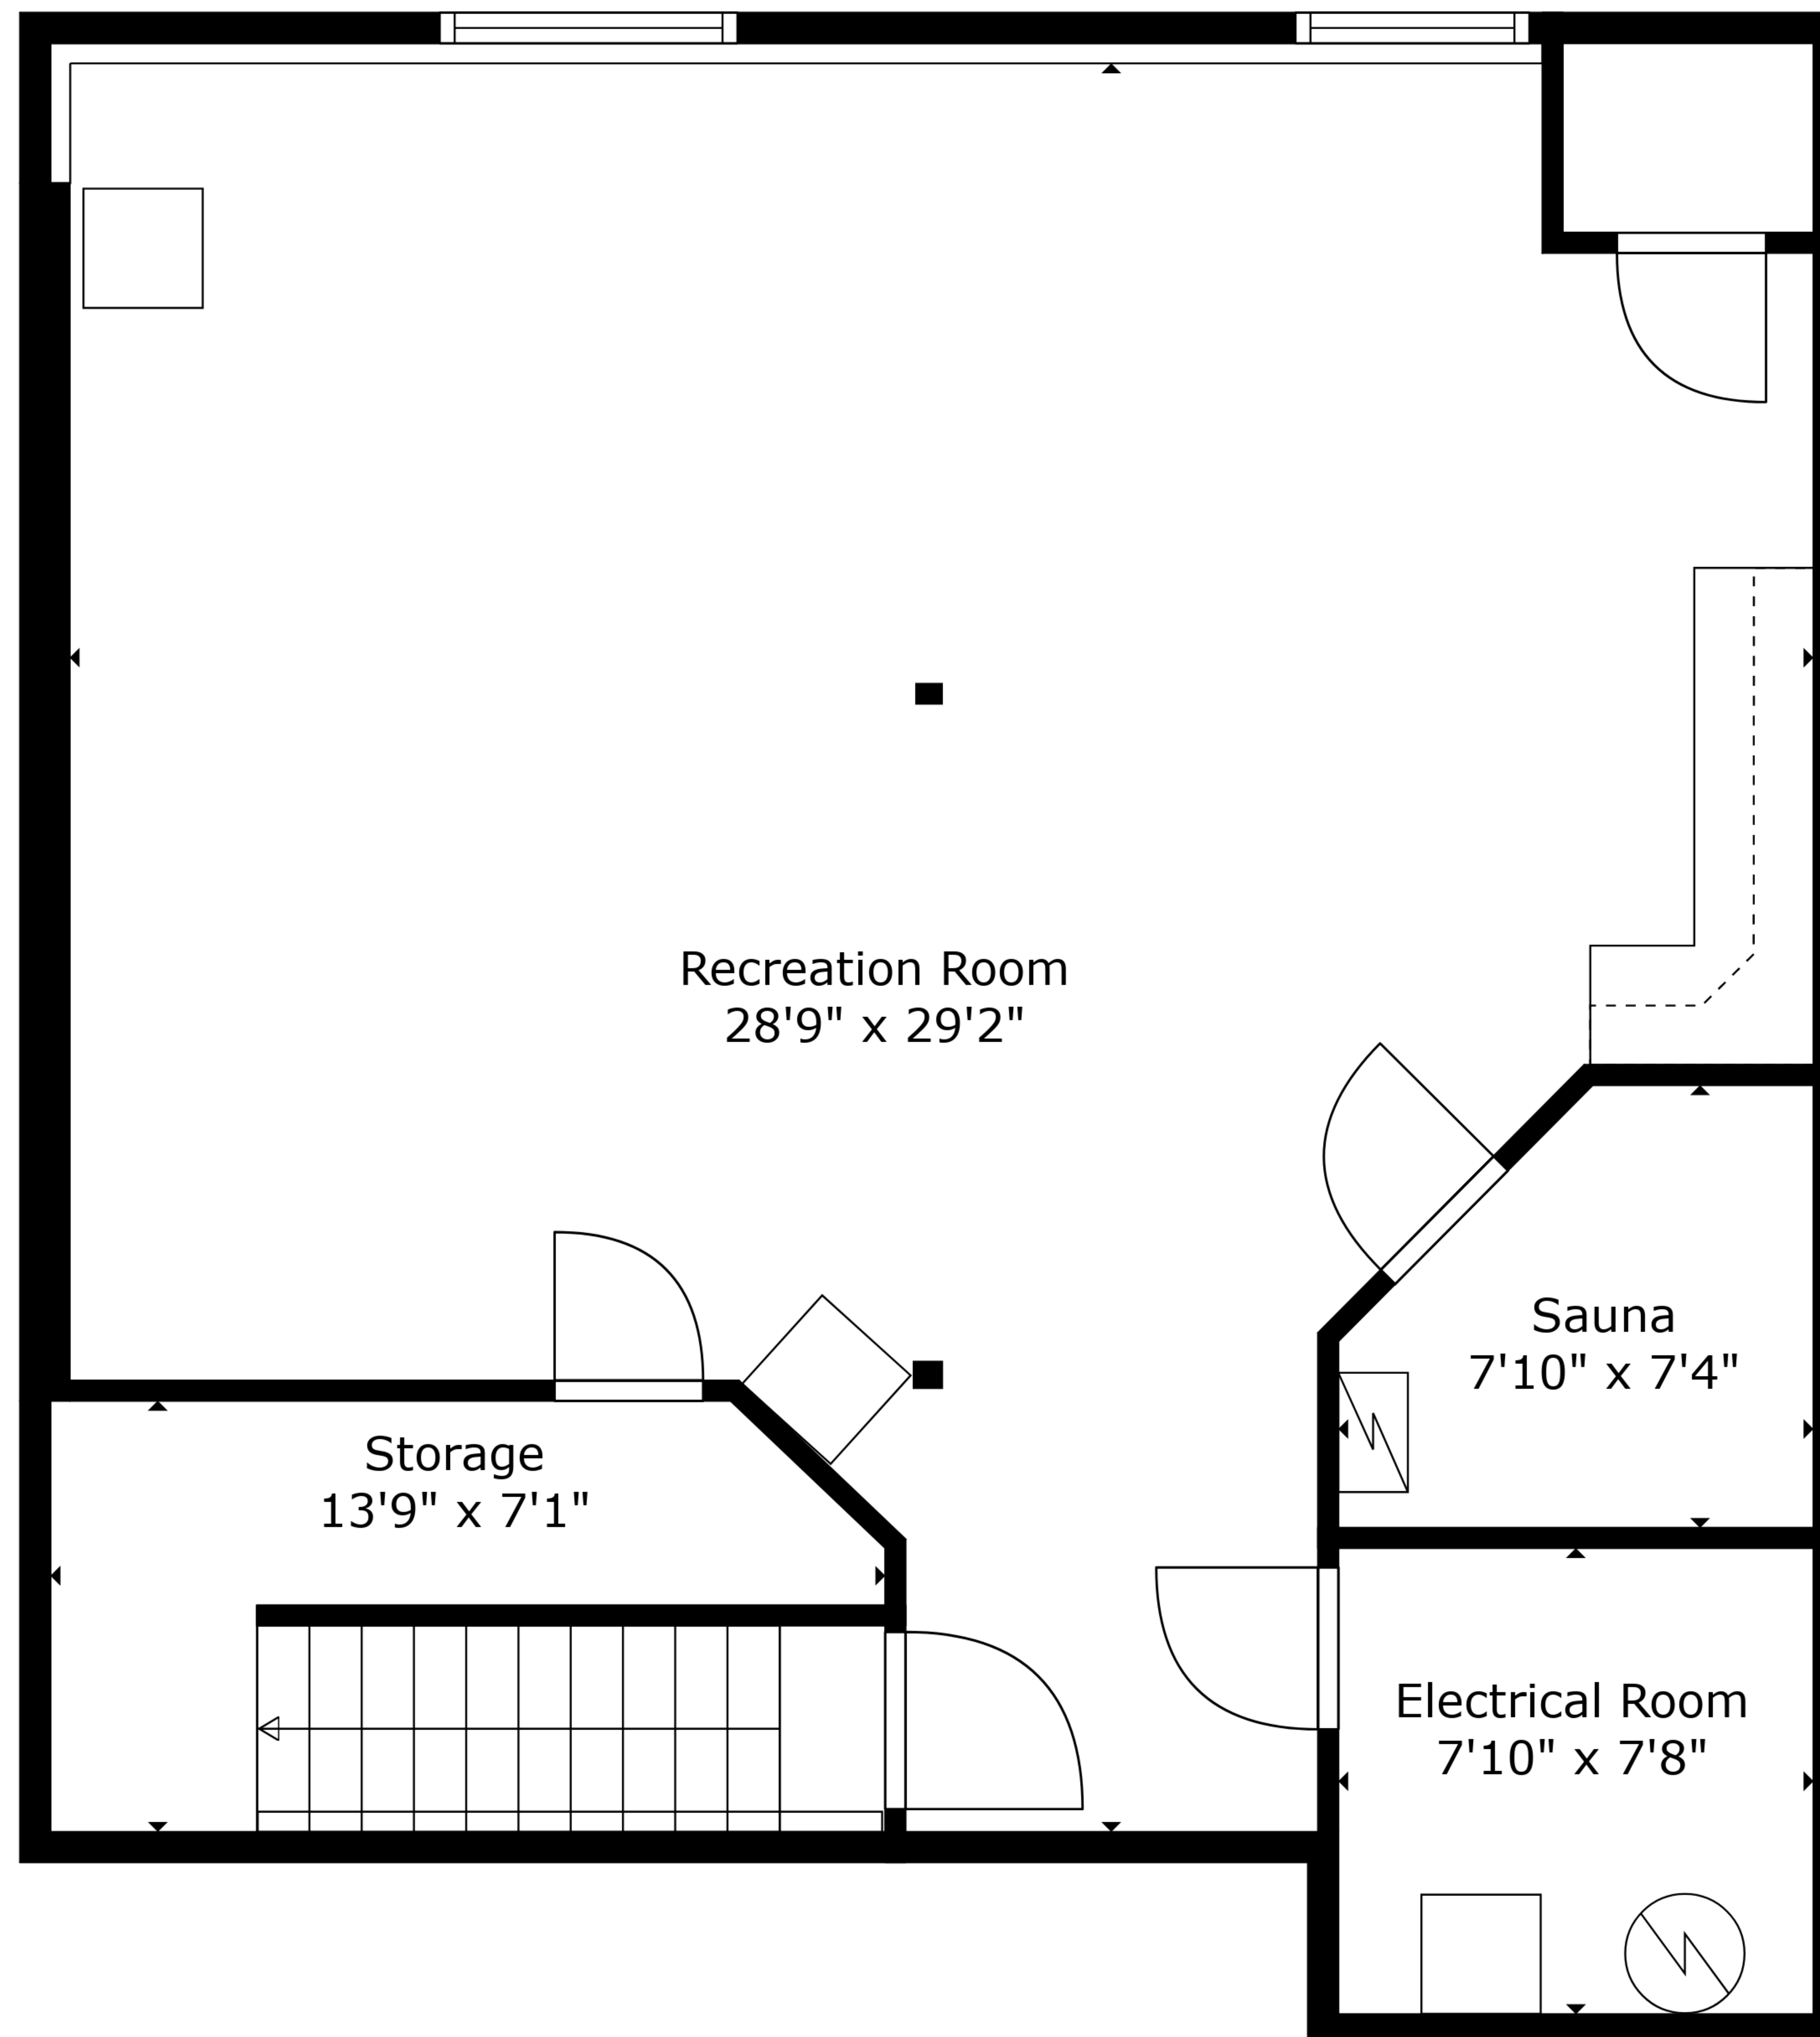 Recreation Room
28'9" x 29'2"
Sauna
7'10" x 7'4"
Storage
13'9" x 7'1"
Electrical Room
7'10" x 7'8"